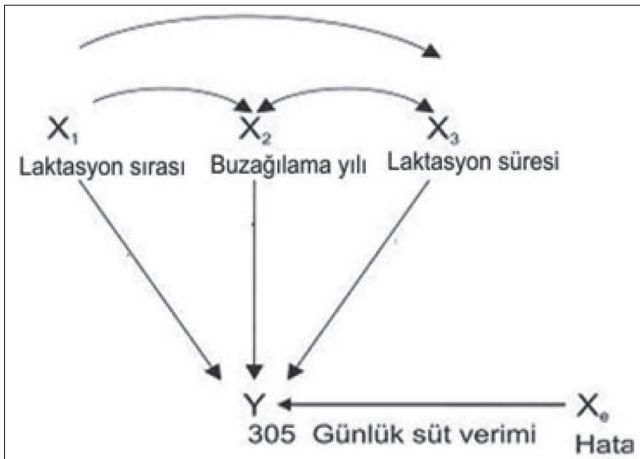 X₁ X₂ X₃
Laktasyon sırası Buzağılama yılı Laktasyon süresi
Y Xₑ
305 Günlük süt verimi Hata